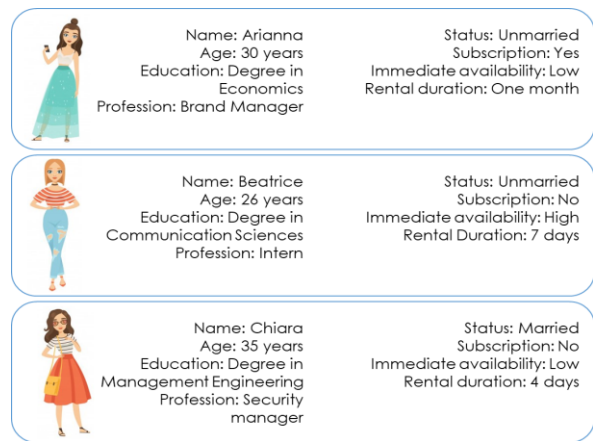 Name: Arianna
Age: 30 years
Education: Degree in
Economics
Profession: Brand Manager
Status: Unmarried
Subscription: Yes
Immediate availability: Low
Rental duration: One month
Name: Beatrice
Age: 26 years
Education: Degree in
Communication Sciences
Profession: Intern
Status: Unmarried
Subscription: No
Immediate availability: High
Rental Duration: 7 days
Name: Chiara
Age: 35 years
Education: Degree in
Management Engineering
Profession: Security
manager
Status: Married
Subscription: No
Immediate availability: Low
Rental duration: 4 days